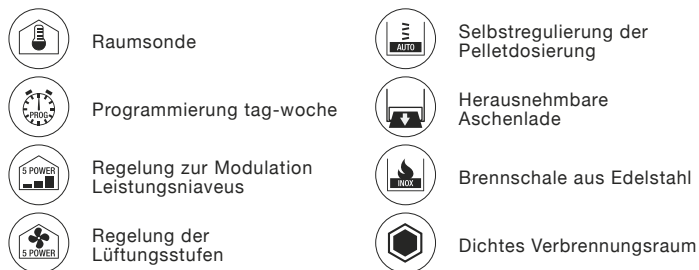 Raumsonde
PROG.
Programmierung tag-woche
5 POWER
Regelung zur Modulation
Leistungsniaveus
5 POWER
Regelung der
Lüftungsstufen
AUTO
Selbstregulierung der
Pelletdosierung
Herausnehmbare
Aschenlade
INOX
Brennschale aus Edelstahl
Dichtes Verbrennungsraum